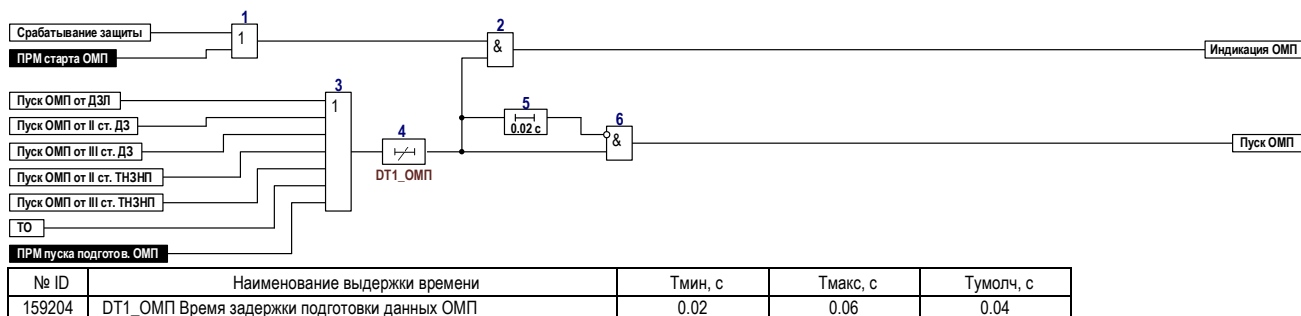 1
2
Срабатывание защиты
1
&
Индикация ОМП
ПРМ старта ОМП
3
Пуск ОМП от ДЗЛ
1
Пуск ОМП от II ст. ДЗ
5
0.02 с
6
Пуск ОМП от III ст. ДЗ
4
&
Пуск ОМП
Пуск ОМП от II ст. ТНЗНП
DT1_ОМП
Пуск ОМП от III ст. ТНЗНП
ТО
ПРМ пуска подготов. ОМП
№ ID Наименование выдержки времени Тмин, с Тмакс, с Тумолч, с
159204 DT1_ОМП Время задержки подготовки данных ОМП 0.02 0.06 0.04